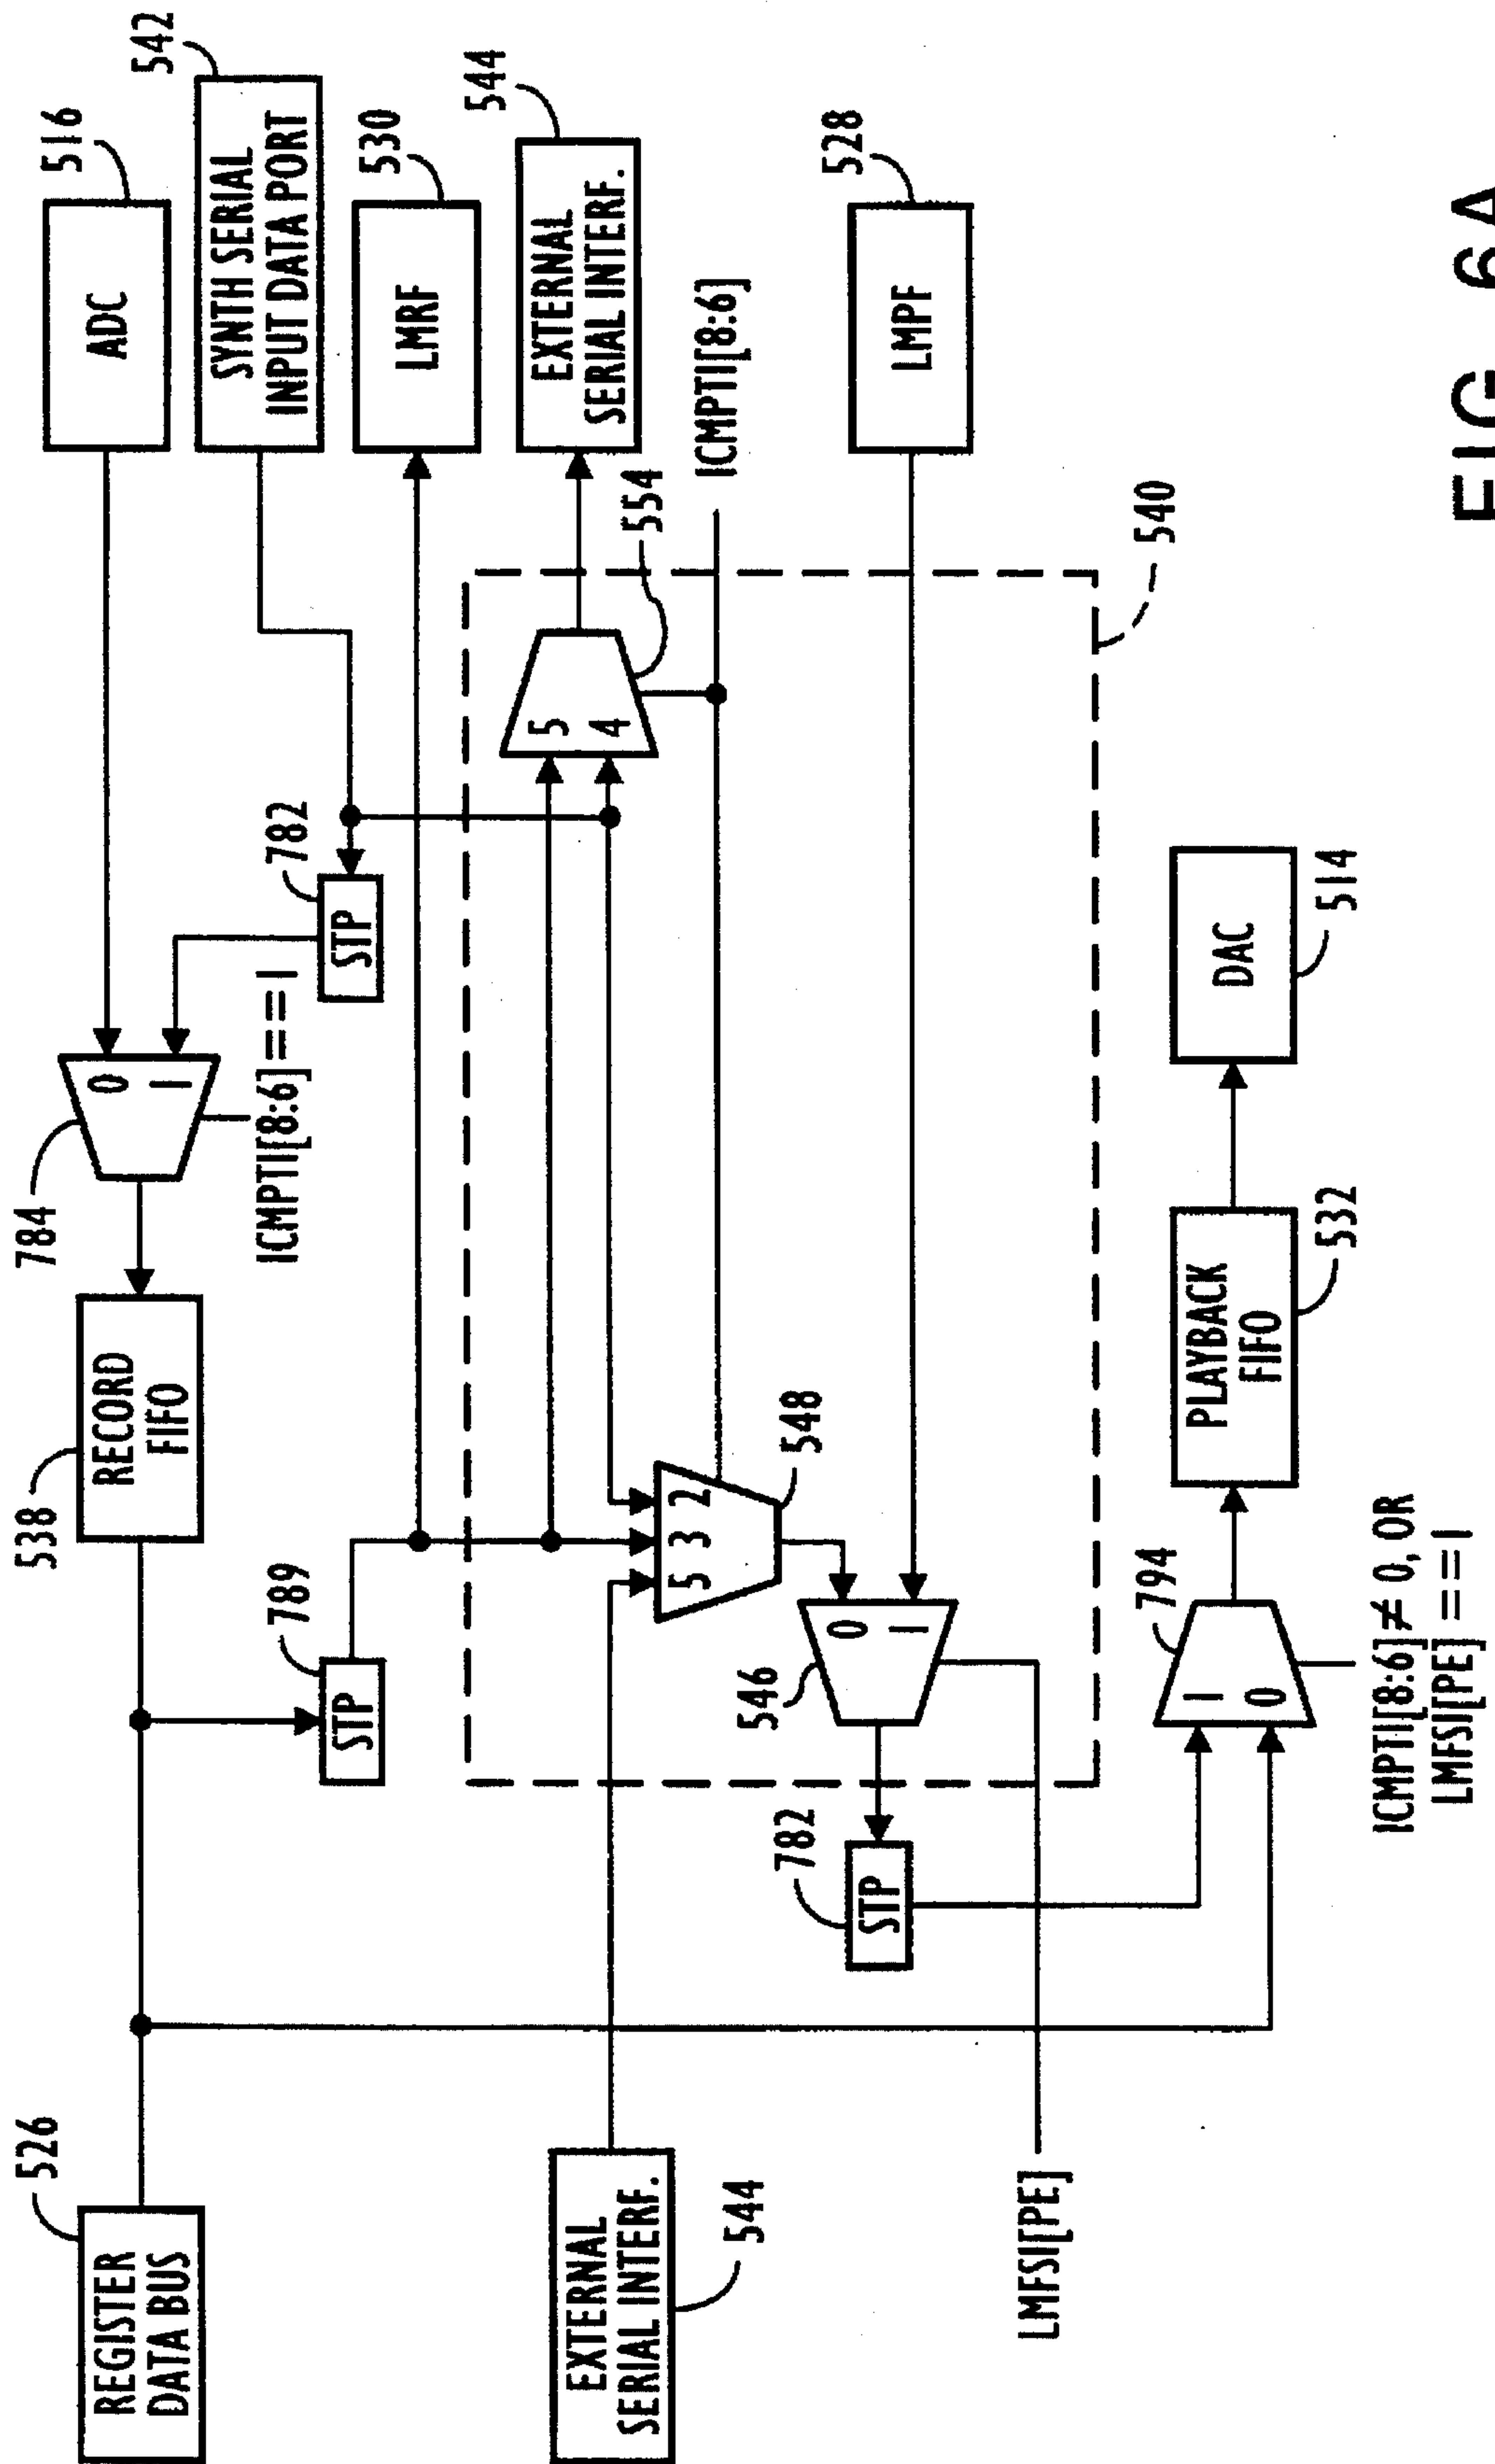 REGISTER
DATA BUS
526
538
RECORD
FIFO
784
0
1
ICMPTI[8:6]===1
ADC
516
SYNTH SERIAL
INPUT DATA PORT
542
782
STP
789
STP
LMRF
530
EXTERNAL
SERIAL INTERF.
544
554
5
4
ICMPTI[8:6]
EXTERNAL
SERIAL INTERF.
544
5 3 2
548
546
0
1
LMPF
528
540
782
STP
LMFSI[PE]
794
1
0
ICMPTI[8:6]≠ 0, OR
LMFSI[PE]===1
PLAYBACK
FIFO
532
DAC
514
FIG. 6A